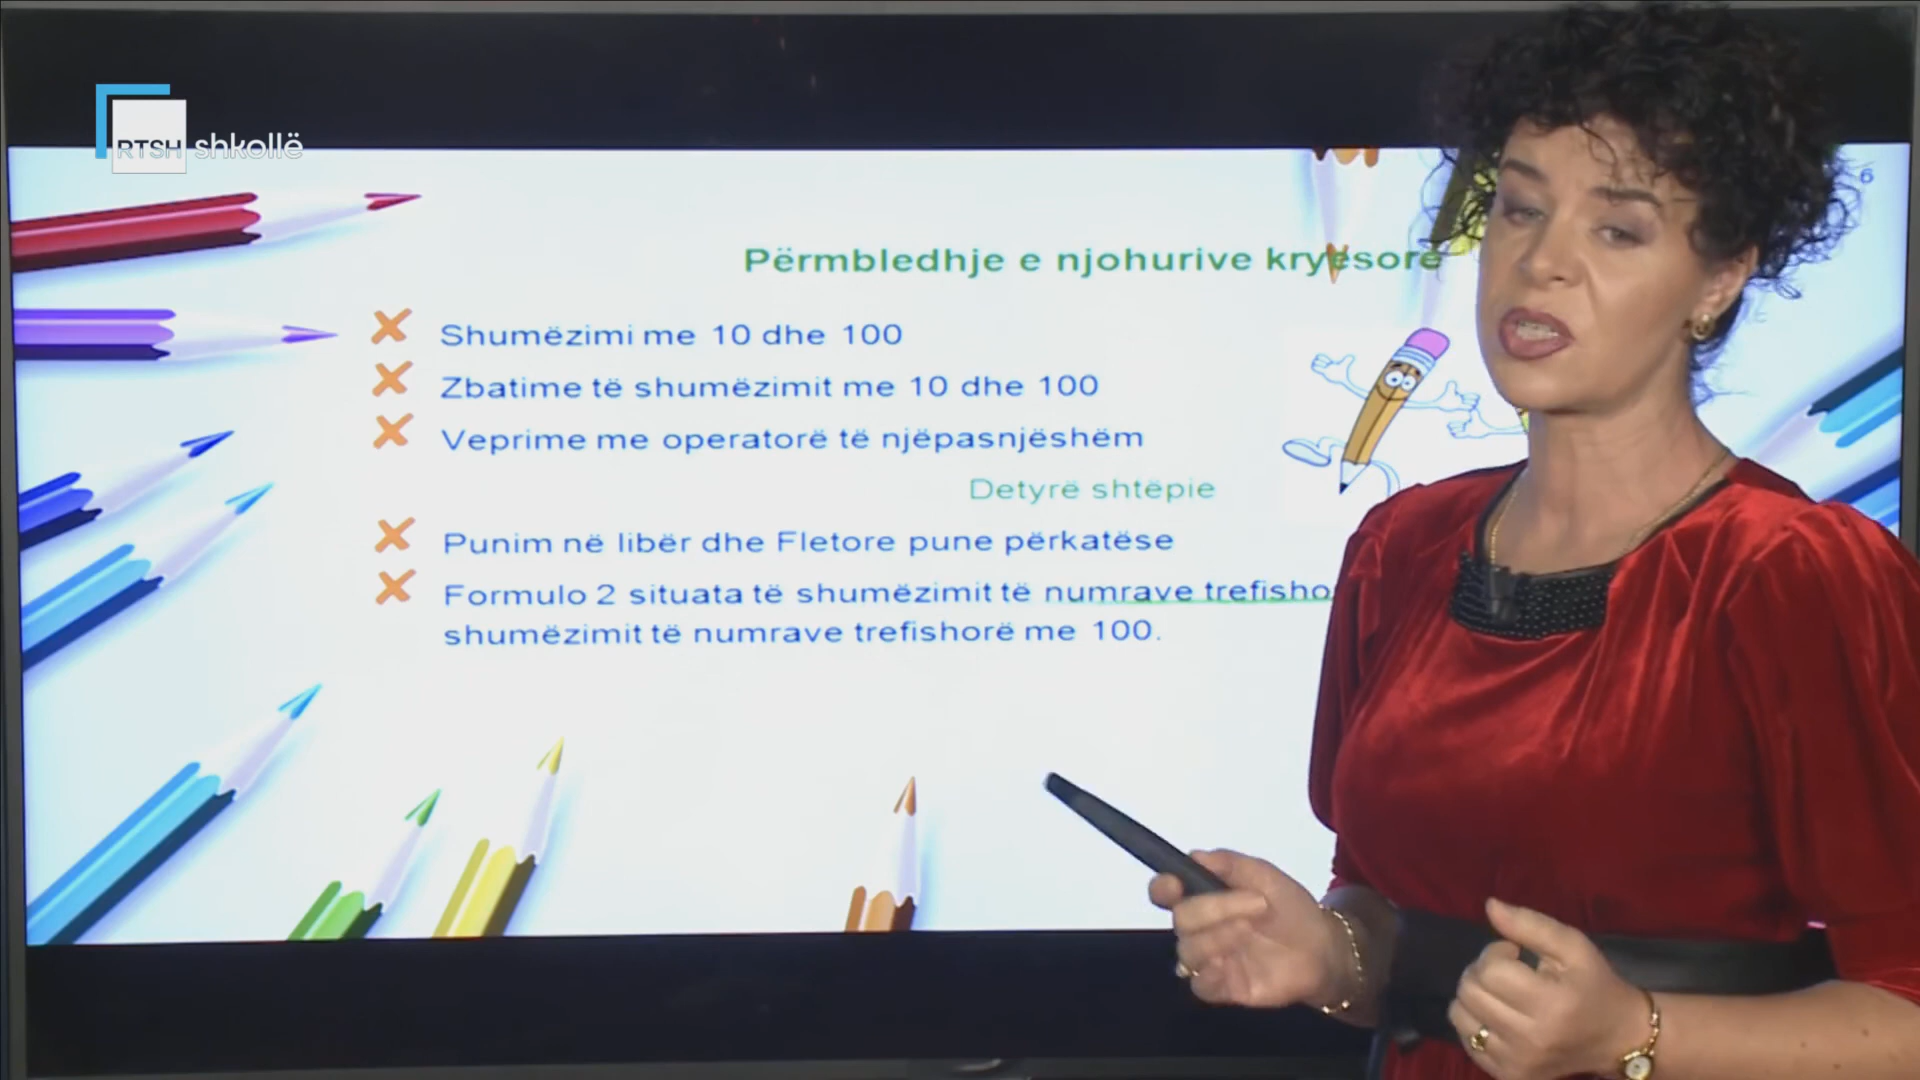 RTSH shkollë
6
Përmbledhje e njohurive kryesore
Shumëzimi me 10 dhe 100
Zbatime të shumëzimit me 10 dhe 100
Veprime me operatorë të njëpasnjëshëm
Detyrë shtëpie
Punim në libër dhe Fletore pune përkatëse
Formulo 2 situata të shumëzimit të numrave
shumëzimit të numrave trefishorë me 100.